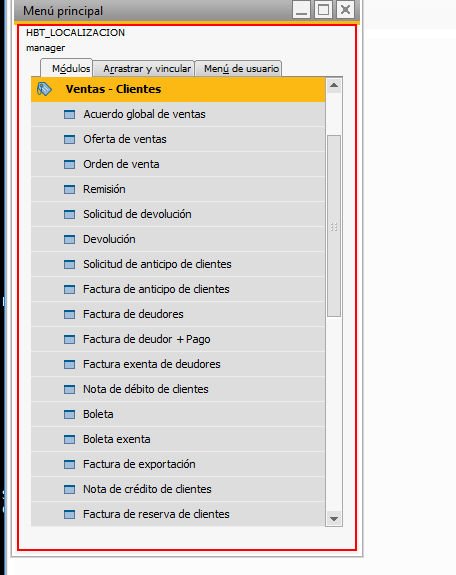 Menú principal
HBT_LOCALIZACION
manager
Módulos
Arrastrar y vincular
Menú de usuario
Ventas - Clientes
Acuerdo global de ventas
Oferta de ventas
Orden de venta
Remisión
Solicitud de devolución
Devolución
Solicitud de anticipo de clientes
Factura de anticipo de clientes
Factura de deudores
Factura de deudor + Pago
Factura exenta de deudores
Nota de débito de clientes
Boleta
Boleta exenta
Factura de exportación
Nota de crédito de clientes
Factura de reserva de clientes